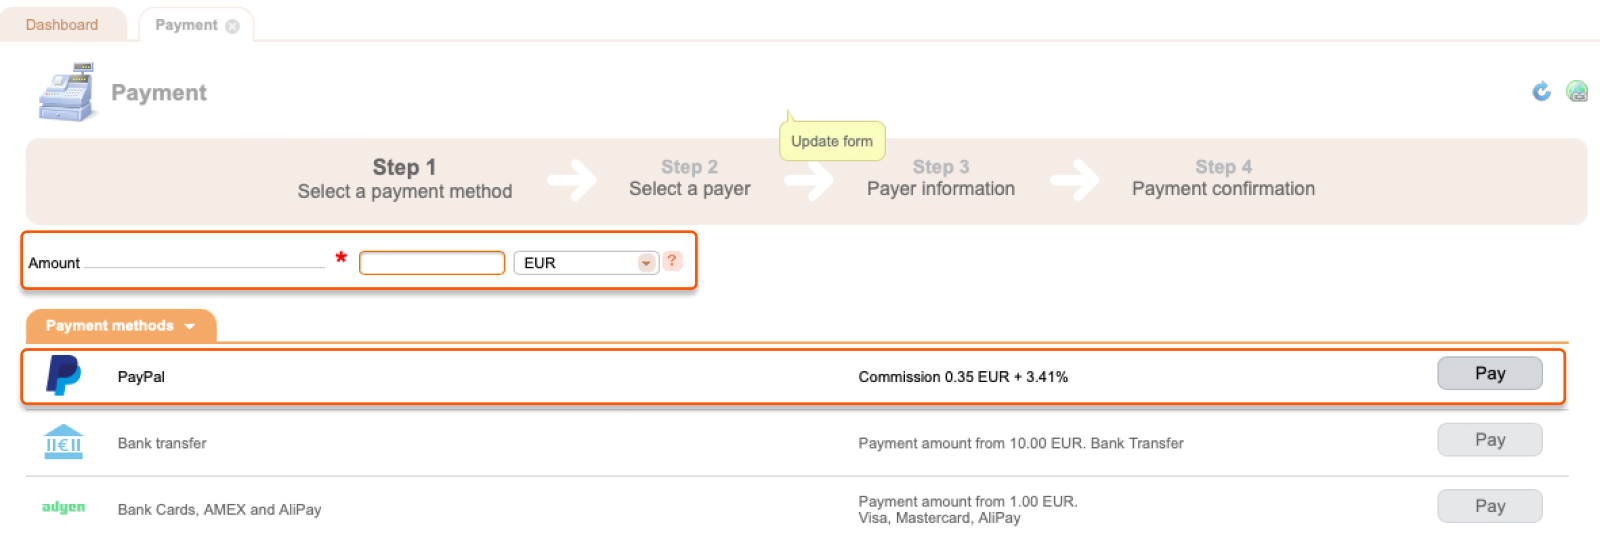 Dashboard
Payment
Payment
Update form
Step 1
Select a payment method
Step 2
Select a payer
Step 3
Payer information
Step 4
Payment confirmation
Amount * EUR ?
Payment methods
PayPal Commission 0.35 EUR + 3.41% Pay
Bank transfer Payment amount from 10.00 EUR. Bank Transfer Pay
adyen Bank Cards, AMEX and AliPay Payment amount from 1.00 EUR. Pay
Visa, Mastercard, AliPay